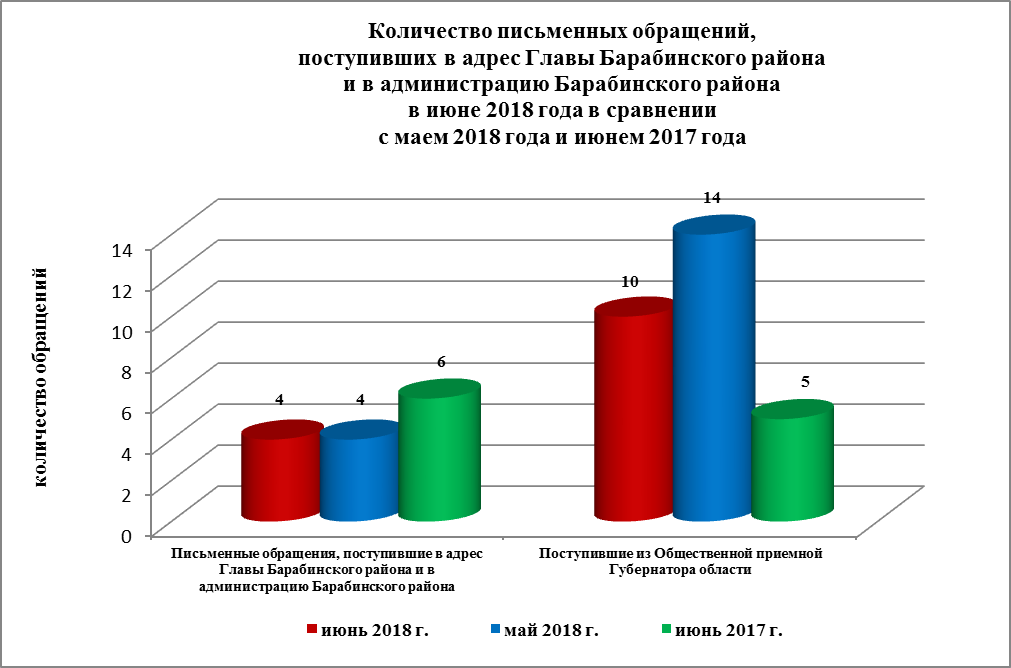 Количество письменных обращений,
поступивших в адрес Главы Барабинского района
и в администрацию Барабинского района
в июне 2018 года в сравнении
с маем 2018 года и июнем 2017 года
количество обращений
14
12
10
8
6
4
2
0
4
4
6
10
14
5
Письменные обращения, поступившие в адрес
Главы Барабинского района и в
администрацию Барабинского района
Поступившие из Общественной приемной
Губернатора области
июнь 2018 г.
май 2018 г.
июнь 2017 г.